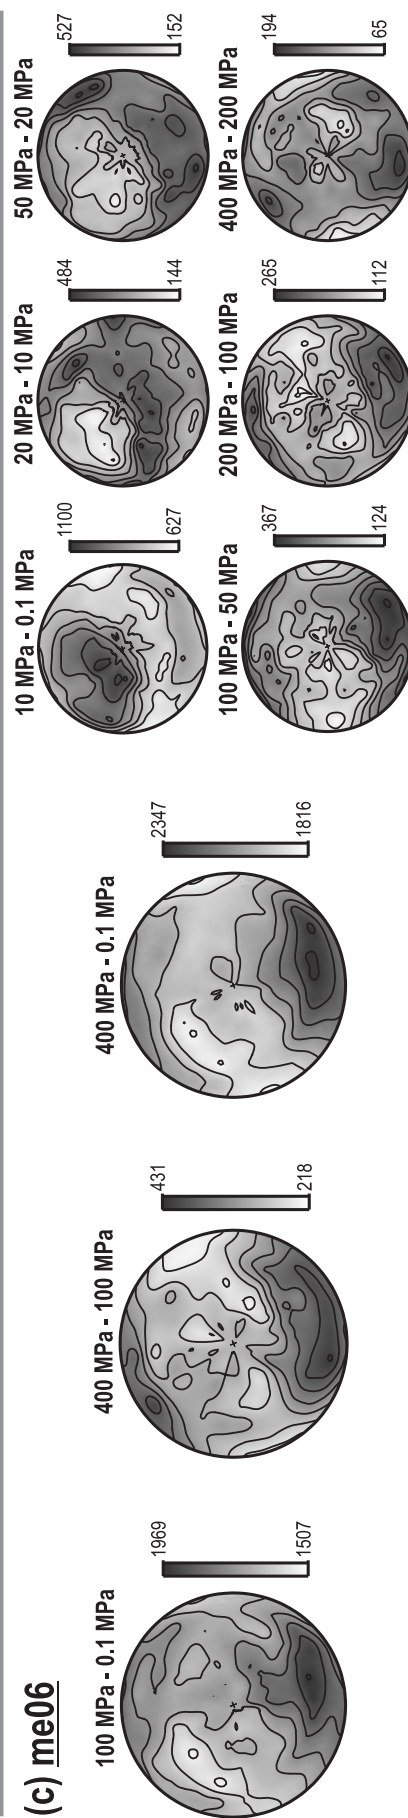 (c) me06
100 MPa - 0.1 MPa
1969
1507
400 MPa - 100 MPa
431
218
400 MPa - 0.1 MPa
2347
1816
10 MPa - 0.1 MPa
1100
627
20 MPa - 10 MPa
484
144
50 MPa - 20 MPa
527
152
100 MPa - 50 MPa
367
124
200 MPa - 100 MPa
265
112
400 MPa - 200 MPa
194
65